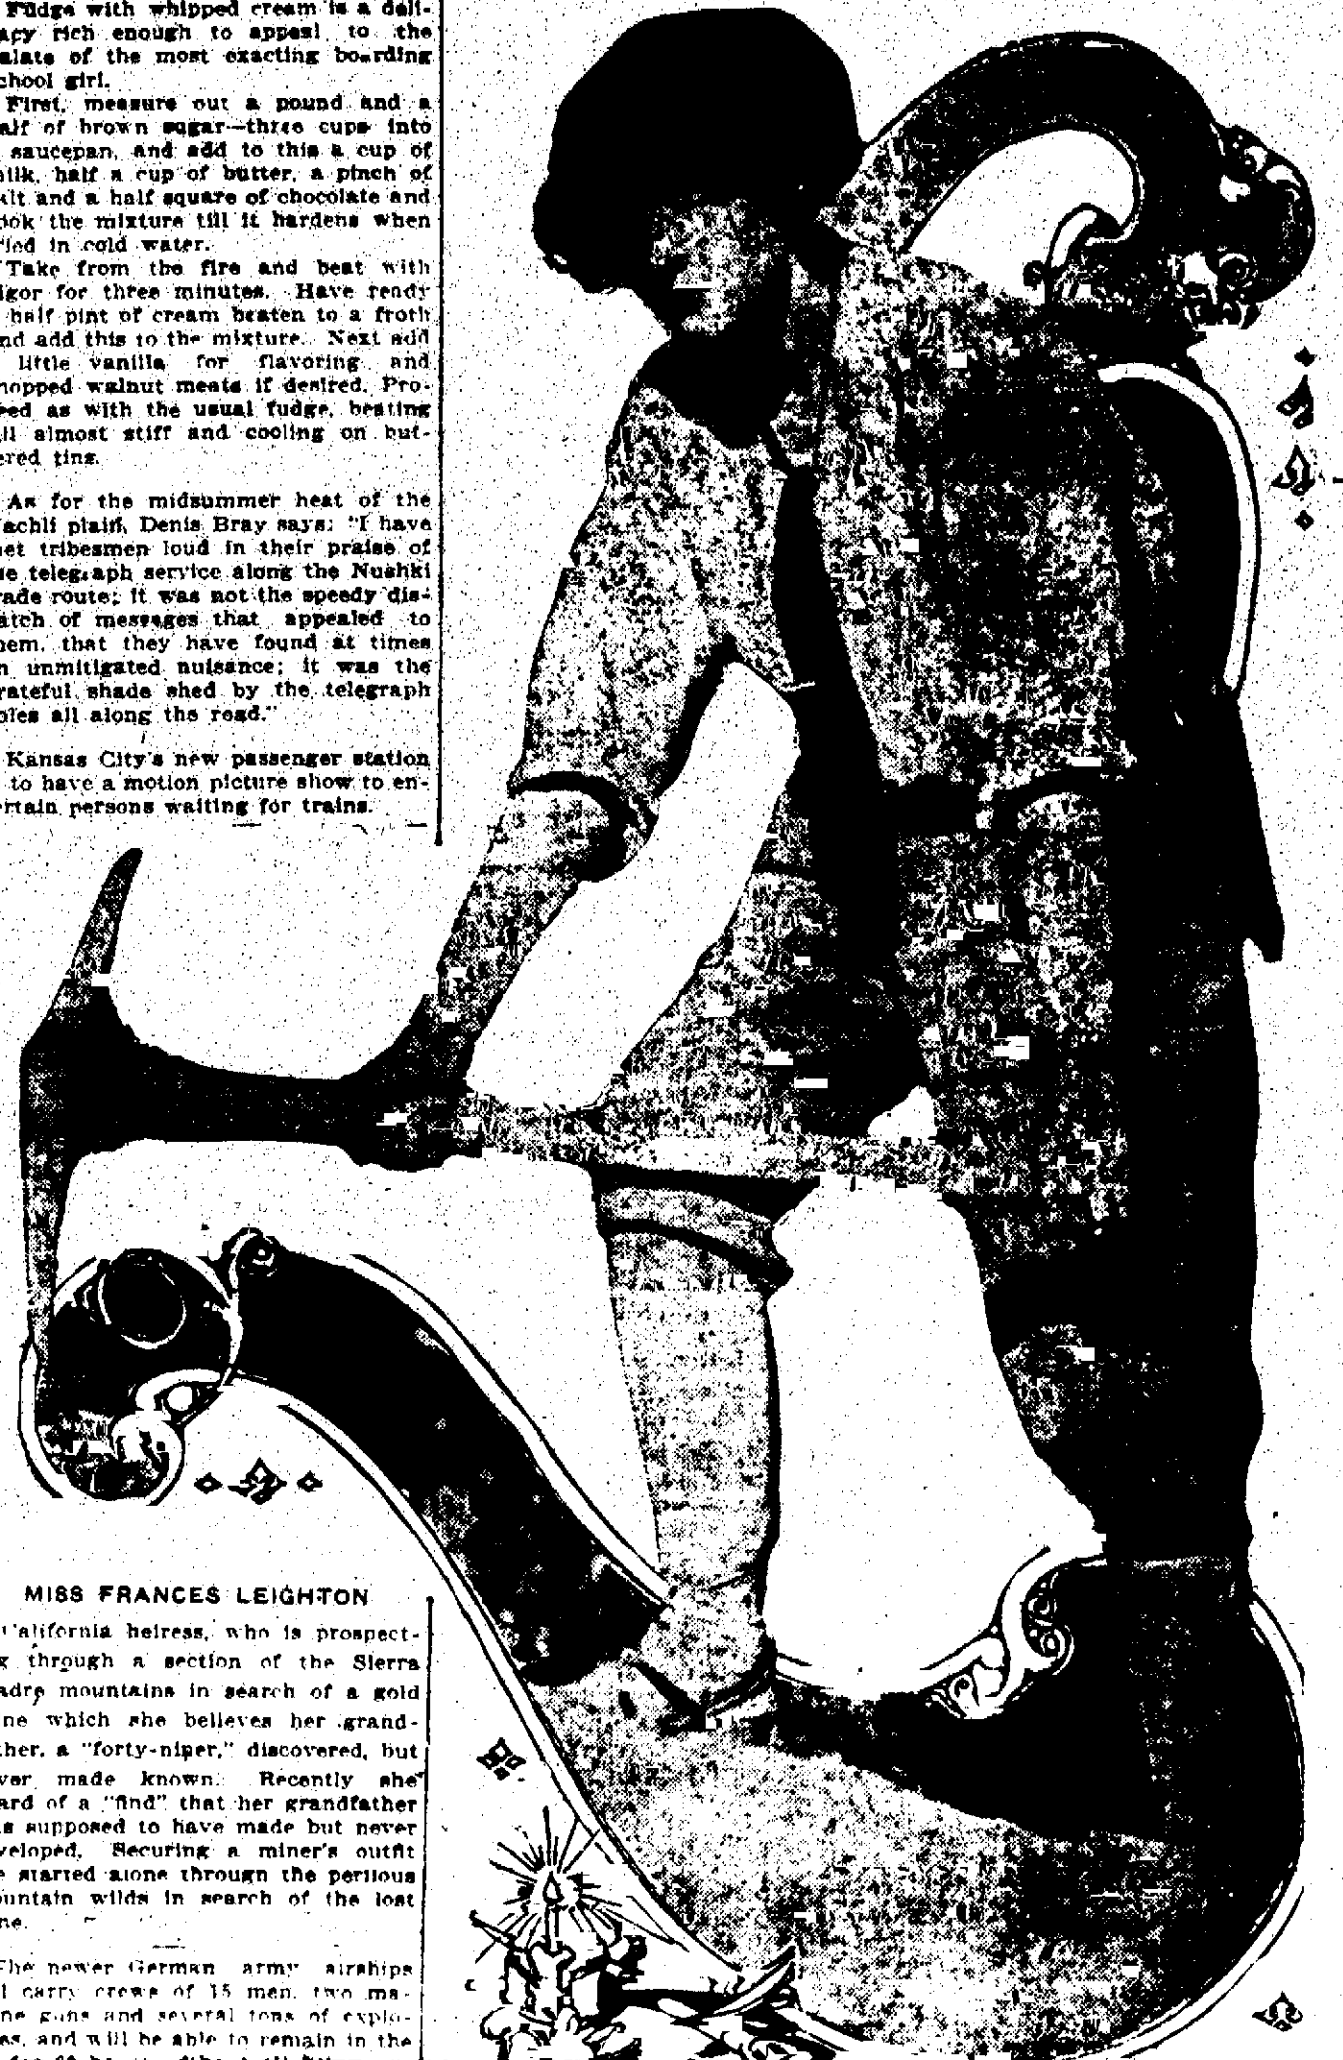 Fudge with whipped cream is a deli-
acy rich enough to appeal to the
alate of the most exacting boarding
chool girl.
First, measure out a pound and a
alf of brown sugar—three cups into
saucepan, and add to this a cup of
ilk, half a cup of butter, a pinch of
alt and a half square of chocolate and
ook the mixture till it hardens when
ried in cold water.
Take from the fire and beat with
igor for three minutes. Have ready
half pint of cream beaten to a froth
nd add this to the mixture. Next add
little vanilla for flavoring and
hopped walnut meats if desired. Pro-
eed as with the usual fudge, beating
ill almost stiff and cooling on but-
ered tins.
As for the midsummer heat of the
achli plain, Denis Bray says: "I have
et tribesmen loud in their praise of
he telegraph service along the Nushki
rade route; it was not the speedy dis-
atch of messages that appealed to
hem, that they have found at times
n unmitigated nuisance; it was the
rateful shade shed by the telegraph
oles all along the road."
Kansas City's new passenger station
to have a motion picture show to en-
ertain persons waiting for trains.
MISS FRANCES LEIGHTON
California heiress, who is prospect-
g through a section of the Sierra
adre mountains in search of a gold
ne which she believes her grand-
ther, a "forty-niner," discovered, but
ver made known. Recently she
ard of a "find" that her grandfather
s supposed to have made but never
veloped. Securing a miner's outfit
e started alone through the perilous
ountain wilds in search of the lost
ne.
The newer German army airships
l carry crews of 15 men, two ma-
ne guns and several tons of explo-
es, and will be able to remain in the